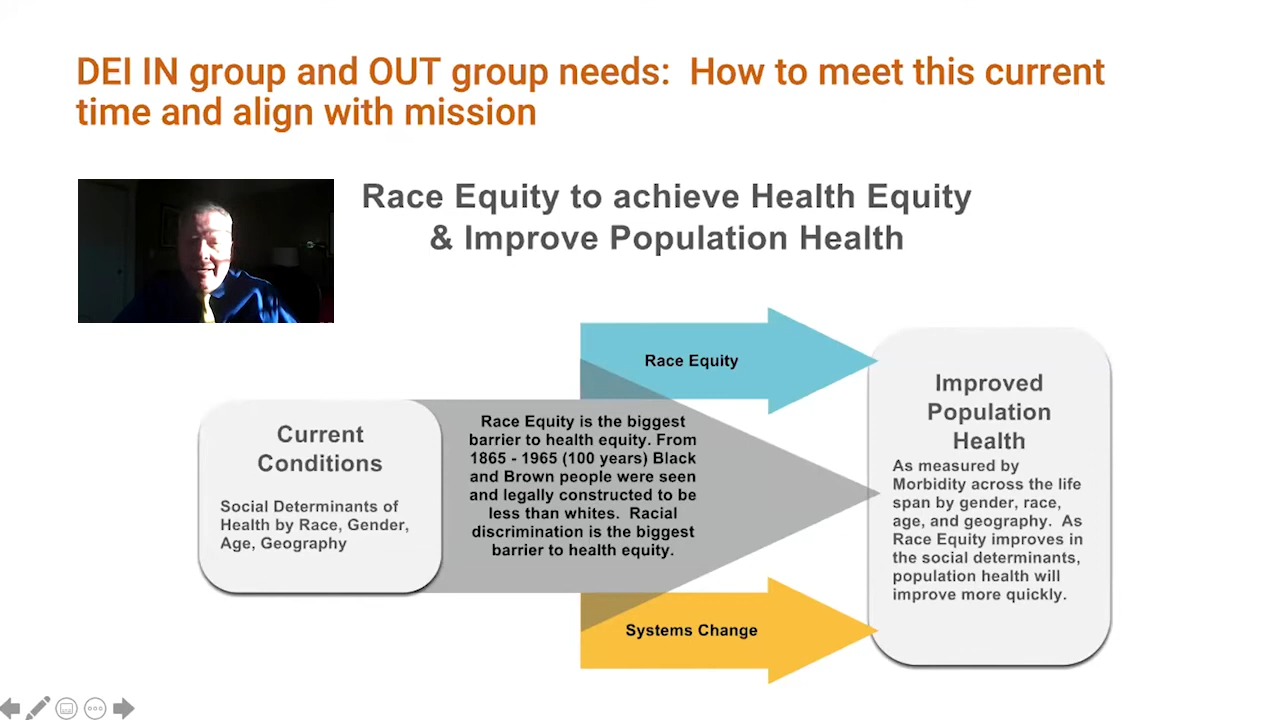 DEI IN group and OUT group needs:  How to meet this current
time and align with mission
Race Equity to achieve Health Equity
& Improve Population Health
Race Equity
Current
Conditions
Social Determinants of
Health by Race, Gender,
Age, Geography
Race Equity is the biggest
barrier to health equity. From
1865 - 1965 (100 years) Black
and Brown people were seen
and legally constructed to be
less than whites.  Racial
discrimination is the biggest
barrier to health equity.
Systems Change
Improved
Population
Health
As measured by
Morbidity across the life
span by gender, race,
age, and geography.  As
Race Equity improves in
the social determinants,
population health will
improve more quickly.